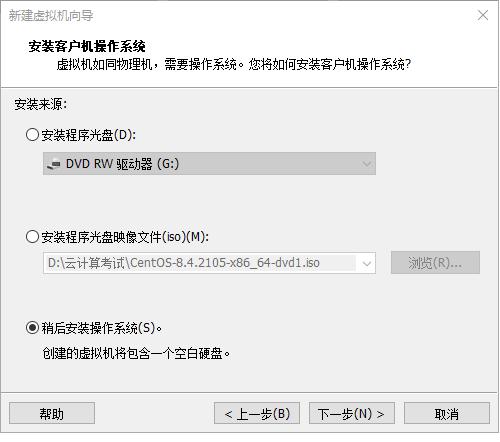 新建虚拟机向导
安装客户机操作系统
虚拟机如同物理机，需要操作系统。您将如何安装客户机操作系统?
安装来源:
安装程序光盘(D):
DVD RW 驱动器 (G:)
安装程序光盘映像文件(iso)(M):
D:\云计算考试\CentOS-8.4.2105-x86_64-dvd1.iso
浏览(R)...
稍后安装操作系统(S)。
创建的虚拟机将包含一个空白硬盘。
帮助
< 上一步(B)
下一步(N) >
取消